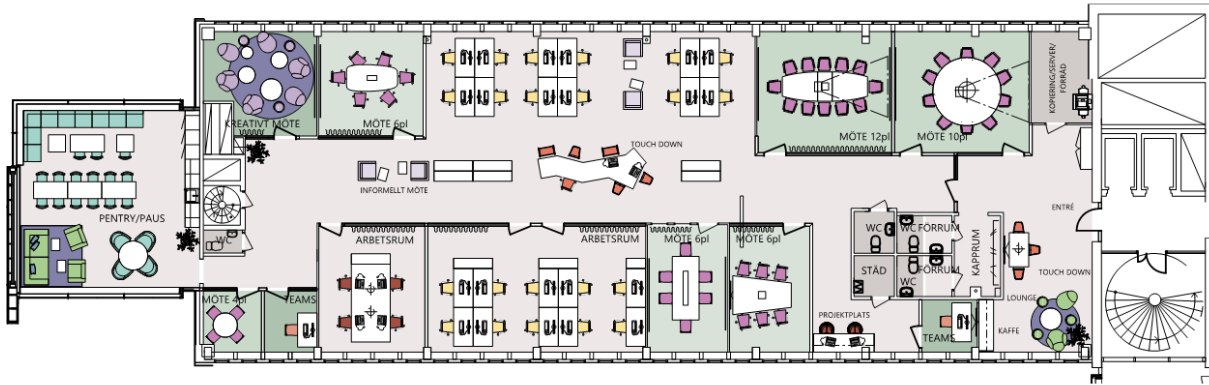 KREATIVT MÖTE
MÖTE 6pl
MÖTE 12pl
MÖTE 10pl
KOPIERING/SERVER/
FÖRRÅD
TOUCH DOWN
INFORMELLT MÖTE
PENTRY/PAUS
WC
ARBETSRUM
ARBETSRUM
MÖTE 6pl
MÖTE 6pl
WC
WC
FÖRRUM
KAPPRUM
ENTRÉ
STÄD
WC
FÖRRUM
TOUCH DOWN
MÖTE 4pl
TEAMS
PROJEKTPLATS
TEAMS
KAFFE
LOUNGE